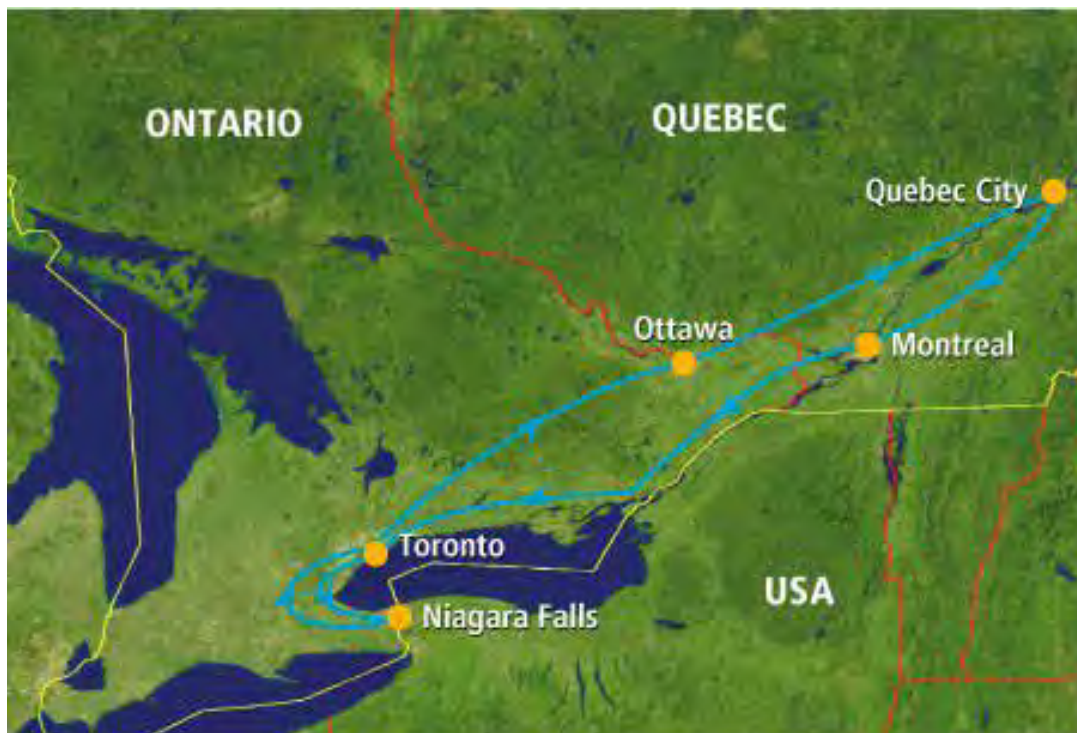 ONTARIO
QUEBEC
Quebec City
Ottawa
Montreal
Toronto
USA
Niagara Falls